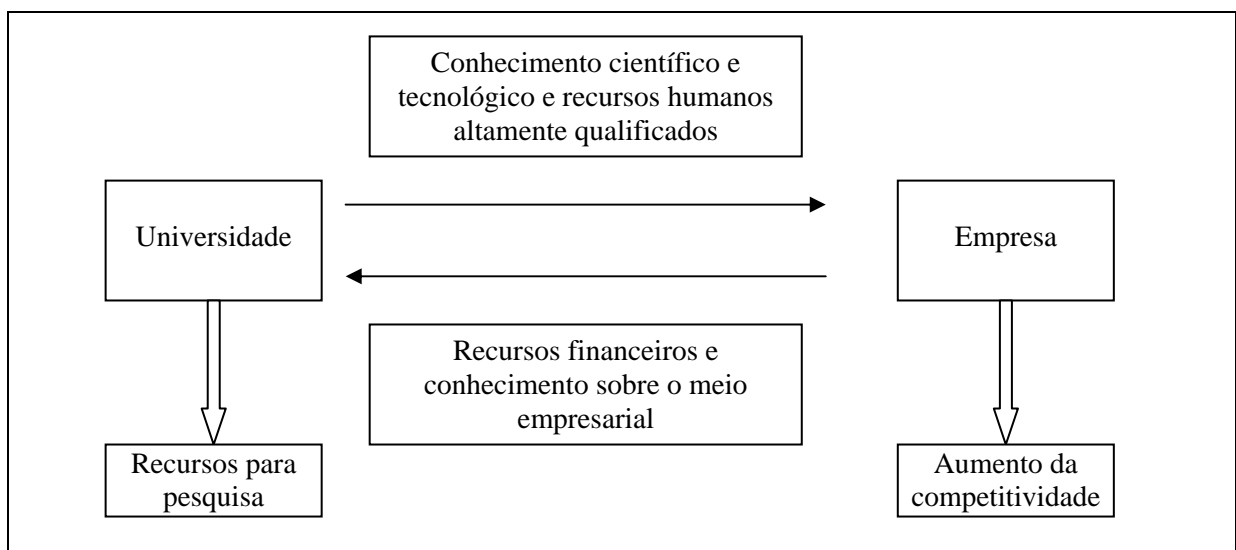 Conhecimento científico e
tecnológico e recursos humanos
altamente qualificados
Universidade
Empresa
Recursos financeiros e
conhecimento sobre o meio
empresarial
Recursos para
pesquisa
Aumento da
competitividade